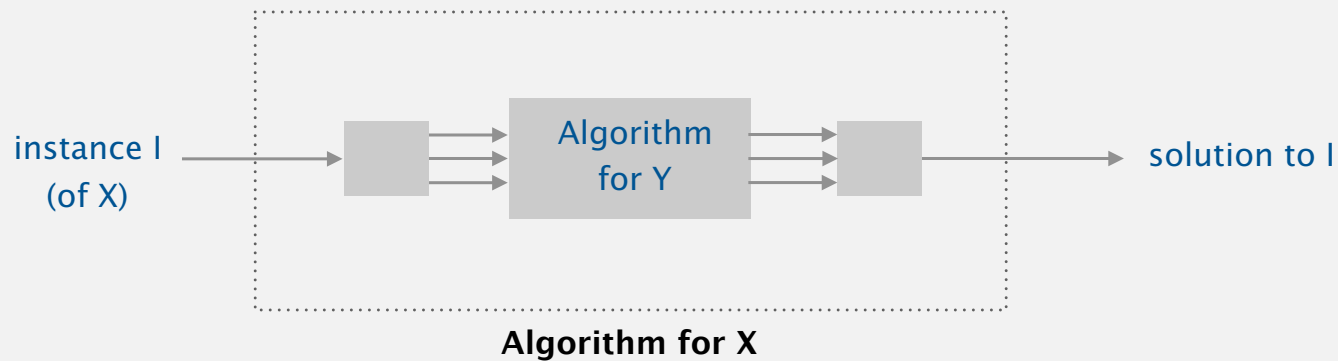 instance I
(of X)
Algorithm
for Y
solution to I
Algorithm for X